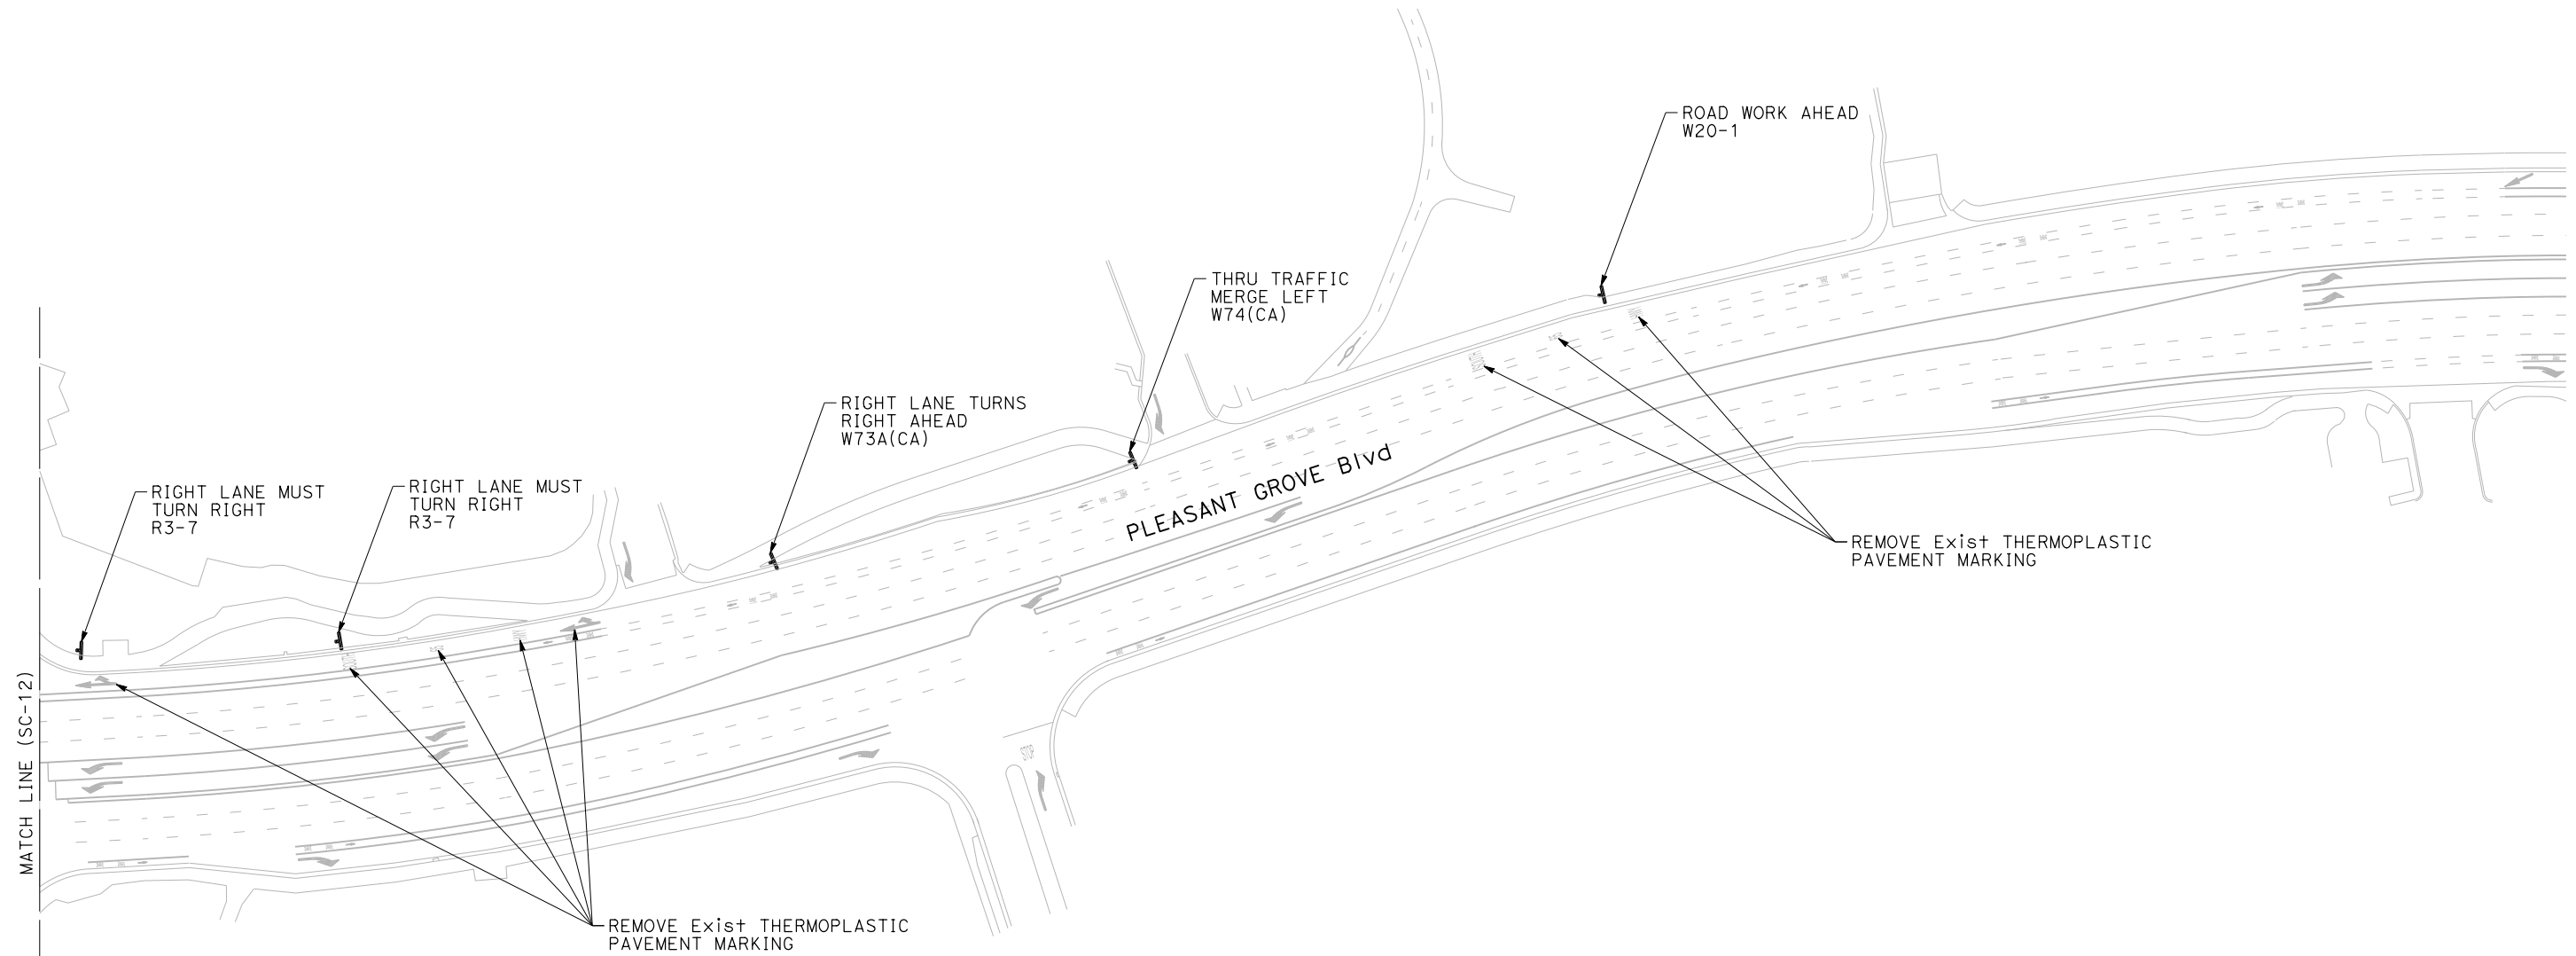 ROAD WORK AHEAD
W20-1
THRU TRAFFIC
MERGE LEFT
W74(CA)
RIGHT LANE TURNS
RIGHT AHEAD
W73A(CA)
RIGHT LANE MUST
TURN RIGHT
R3-7
RIGHT LANE MUST
TURN RIGHT
R3-7
PLEASANT GROVE Blvd
REMOVE Exist THERMOPLASTIC
PAVEMENT MARKING
MATCH LINE (SC-12)
REMOVE Exist THERMOPLASTIC
PAVEMENT MARKING